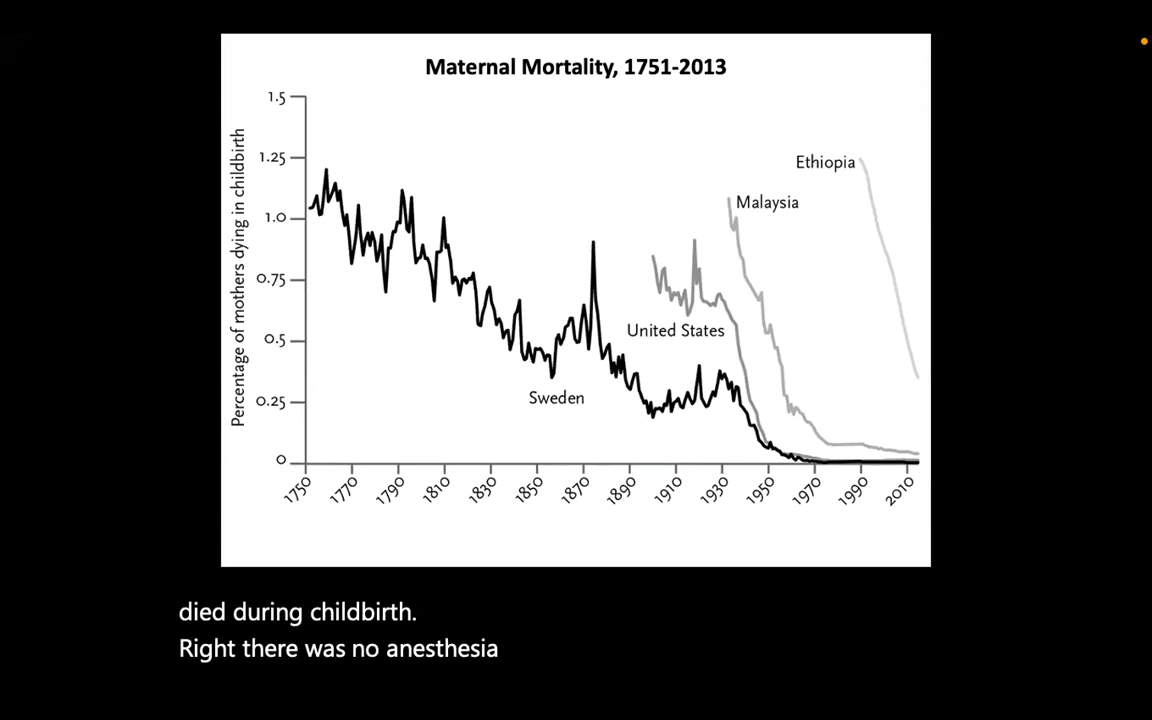 Maternal Mortality, 1751-2013
Percentage of mothers dying in childbirth
1.5
1.25
1.0
0.75
0.5
0.25
0
Ethiopia
Malaysia
United States
Sweden
1750
1770
1790
1810
1830
1850
1870
1890
1910
1930
1950
1970
1990
2010
died during childbirth.
Right there was no anesthesia